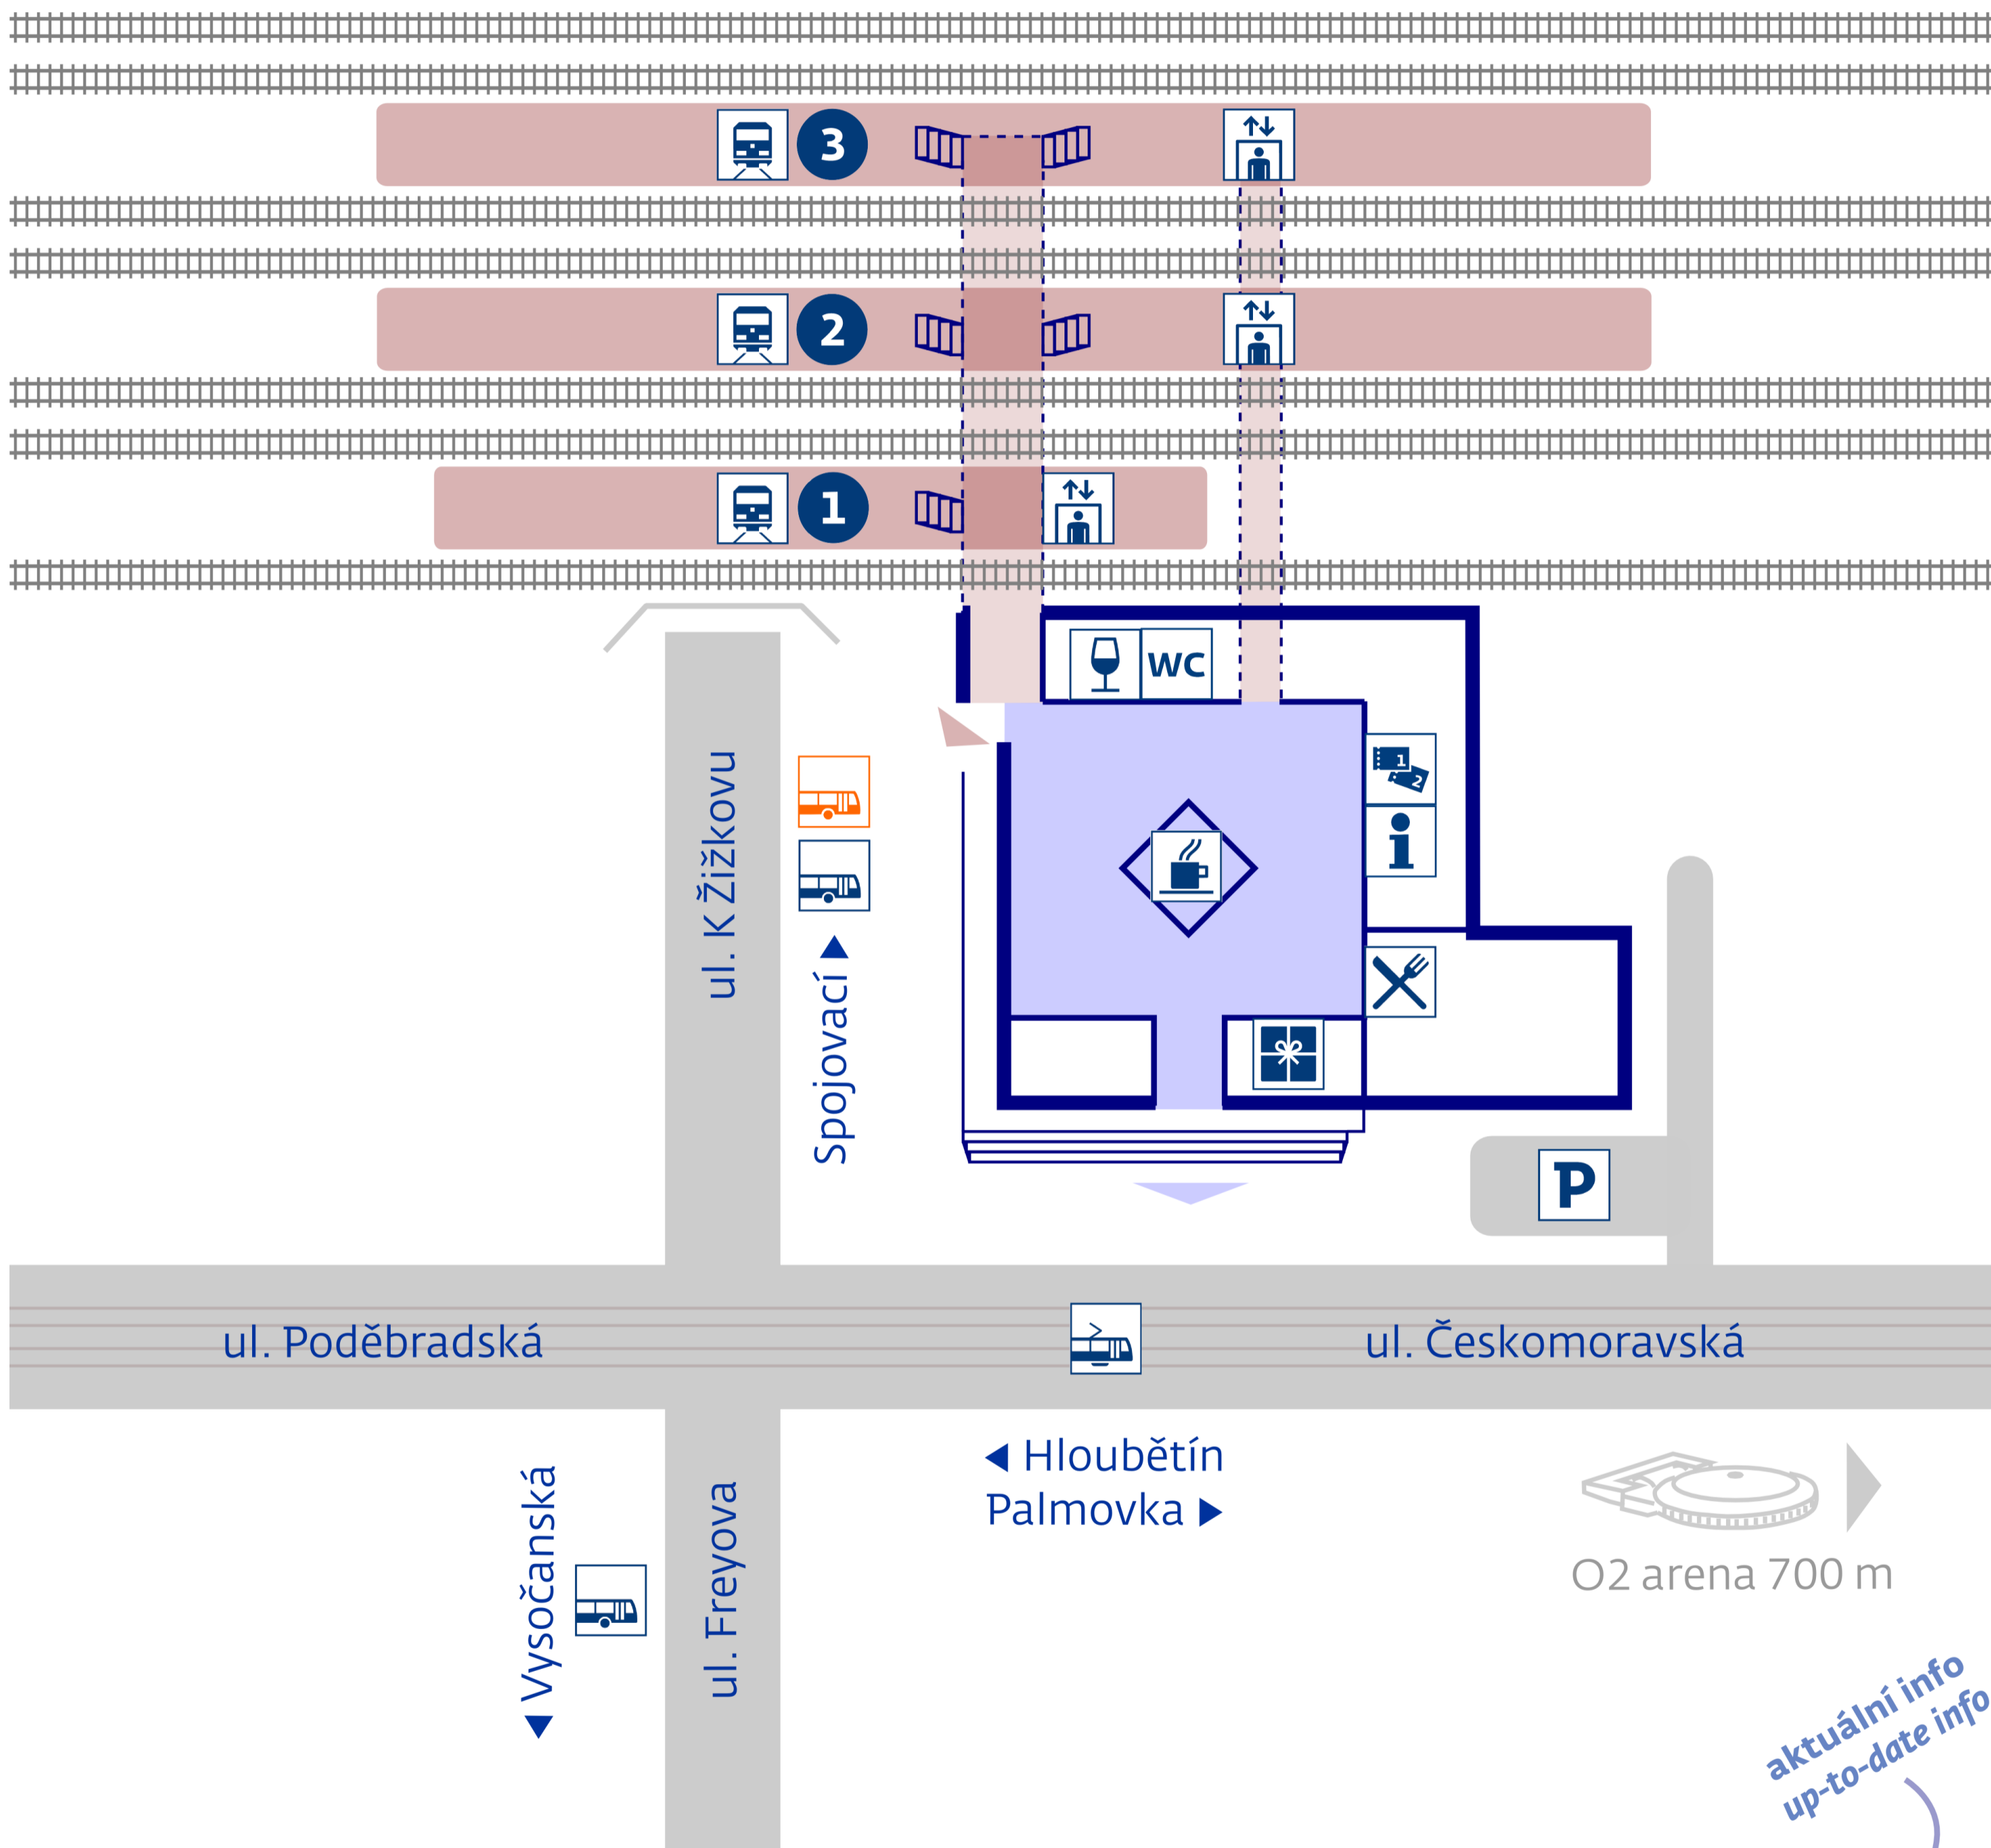 3
2
1
WC
1
2
i
ul. K Žižkovu
Spojovací
P
ul. Poděbradská
ul. Českomoravská
Hloubětín
Palmovka
Vysočanská
ul. Freyova
O2 arena 700 m
aktuální info
up-to-date info